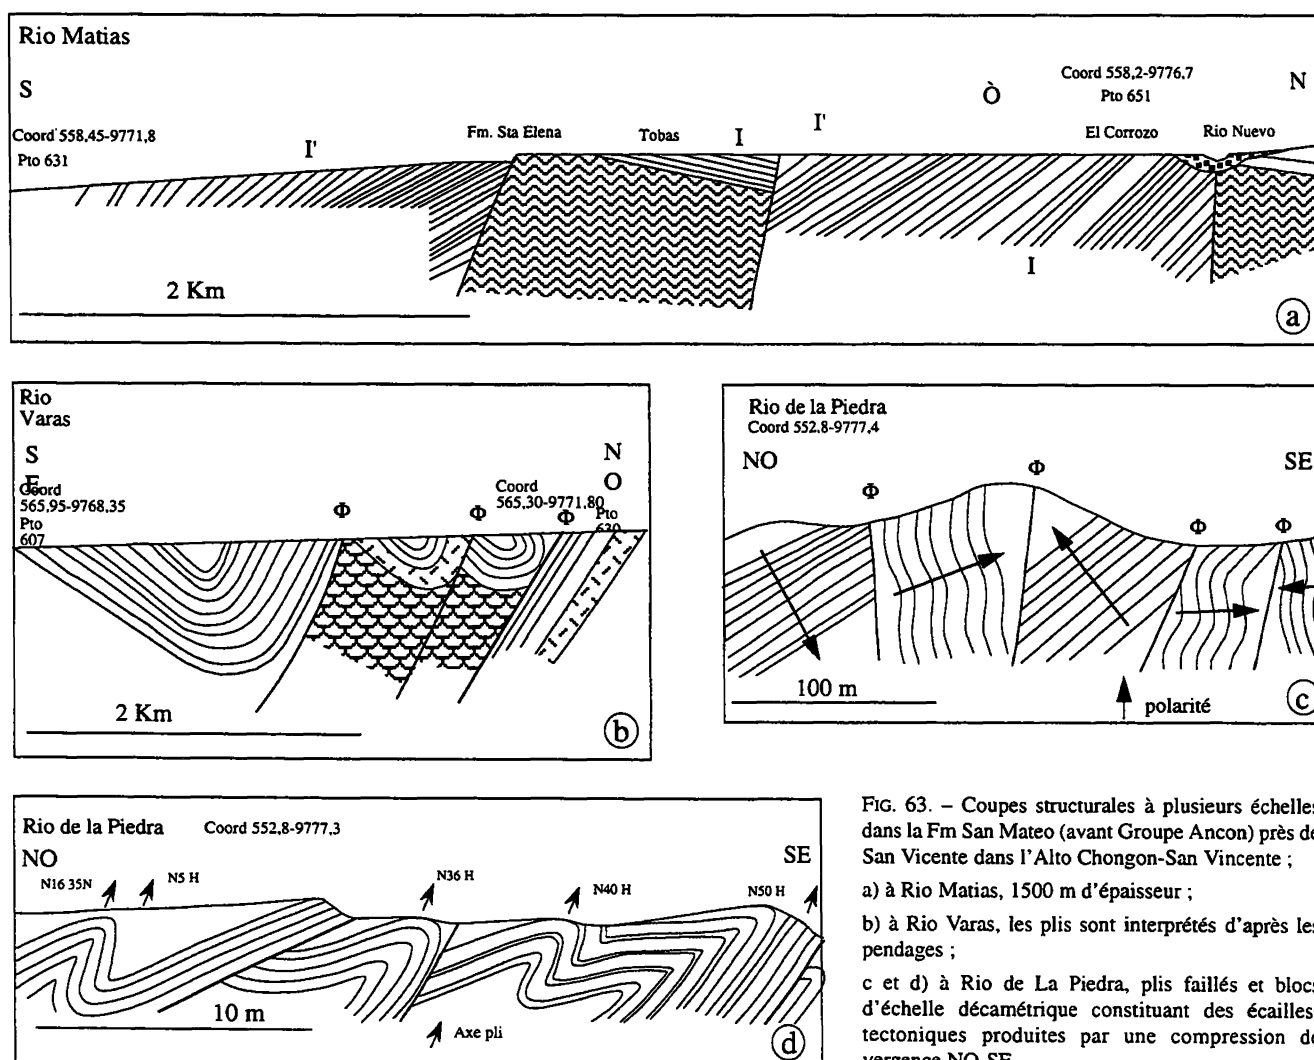 Rio Matias
S
N
Coord 558,45-9771,8
Pto 631
I'
Fm. Sta Elena
Tobas
I
I'
Ò
Coord 558,2-9776,7
Pto 651
El Corrozo
Rio Nuevo
I
2 Km
a
Rio
Varas
S
E
N
O
Coord
565,95-9768,35
Pto
607
Φ
Φ
Coord
565,30-9771,80
Φ
Pto
630
2 Km
b
Rio de la Piedra
Coord 552,8-9777,4
NO
SE
Φ
Φ
Φ
Φ
100 m
polarité
c
Rio de la Piedra Coord 552,8-9777,3
NO
SE
N16 35N
N5 H
N36 H
N40 H
N50 H
10 m
Axe pli
d
FIG. 63. – Coupes structurales à plusieurs échelles
dans la Fm San Mateo (avant Groupe Ancon) près de
San Vicente dans l'Alto Chongon-San Vincente ;
a) à Rio Matias, 1500 m d'épaisseur ;
b) à Rio Varas, les plis sont interprétés d'après les
pendages ;
c et d) à Rio de La Piedra, plis faillés et blocs
d'échelle décamétrique constituant des écailles
tectoniques produites par une compression de
vergence NO-SE